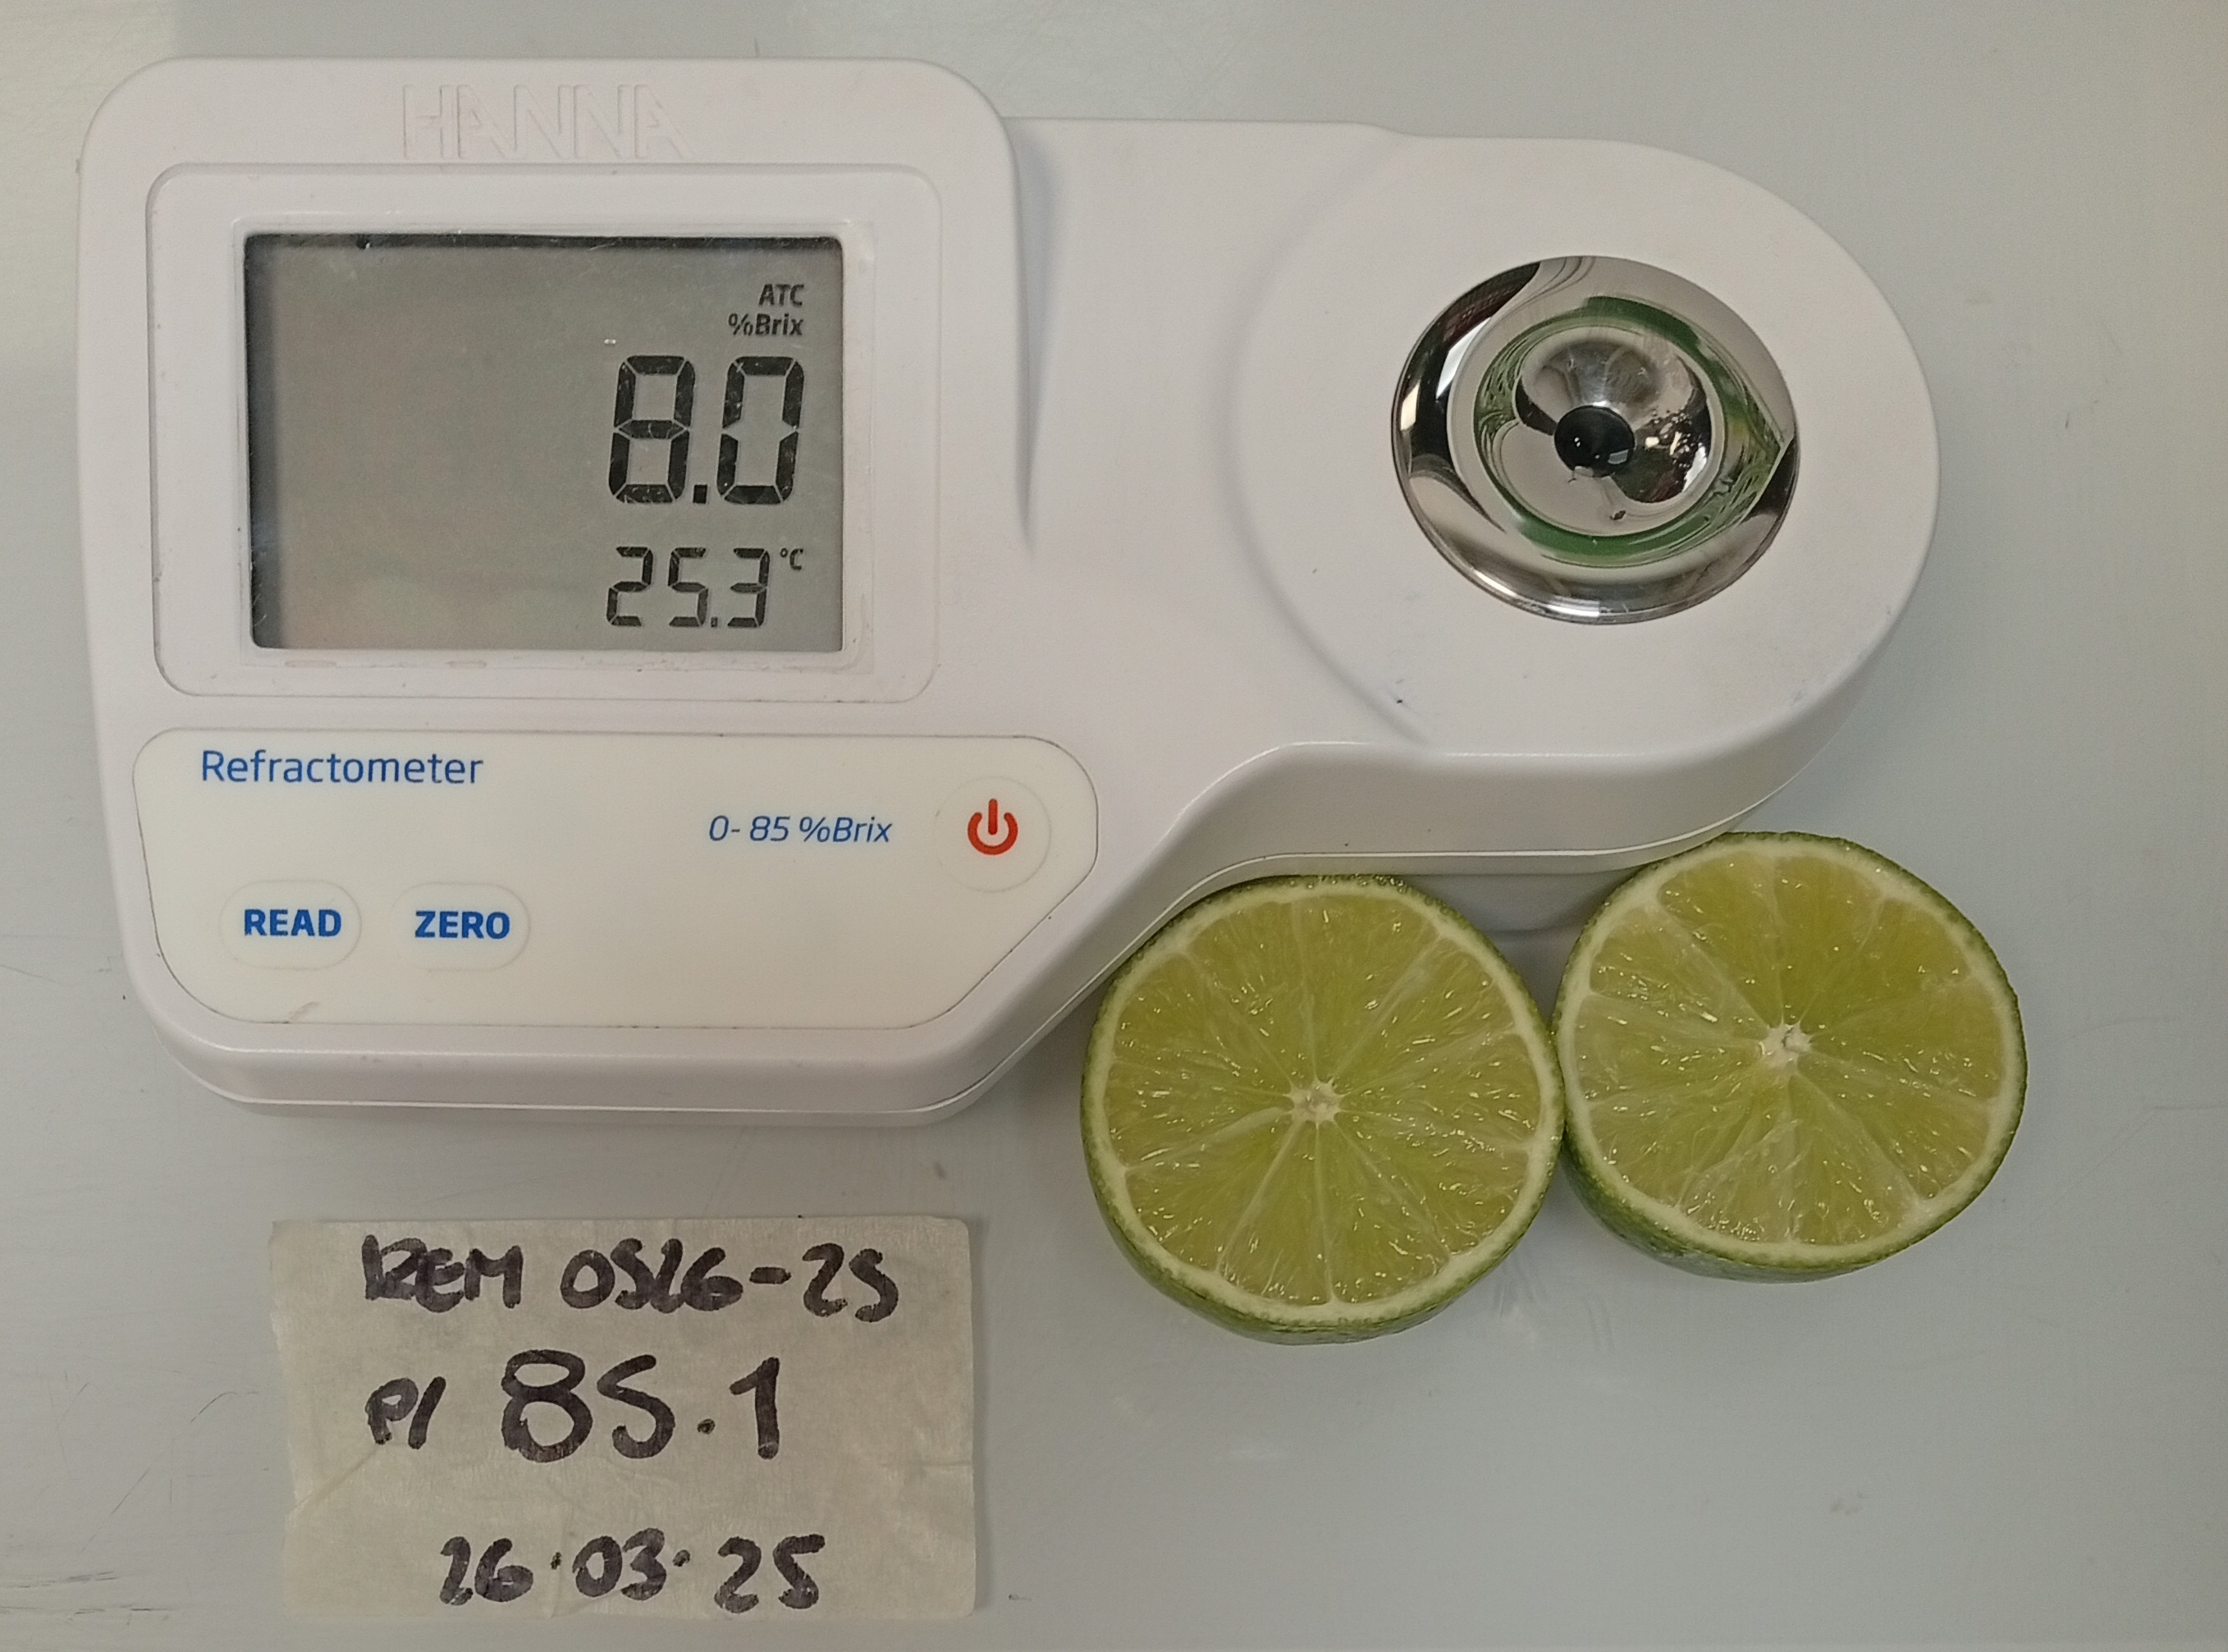 HANNA
ATC
%Brix
8.0
25.3 °C
Refractometer
0-85 %Brix
READ ZERO
REM 0526-25
P/ 85.1
26.03.25